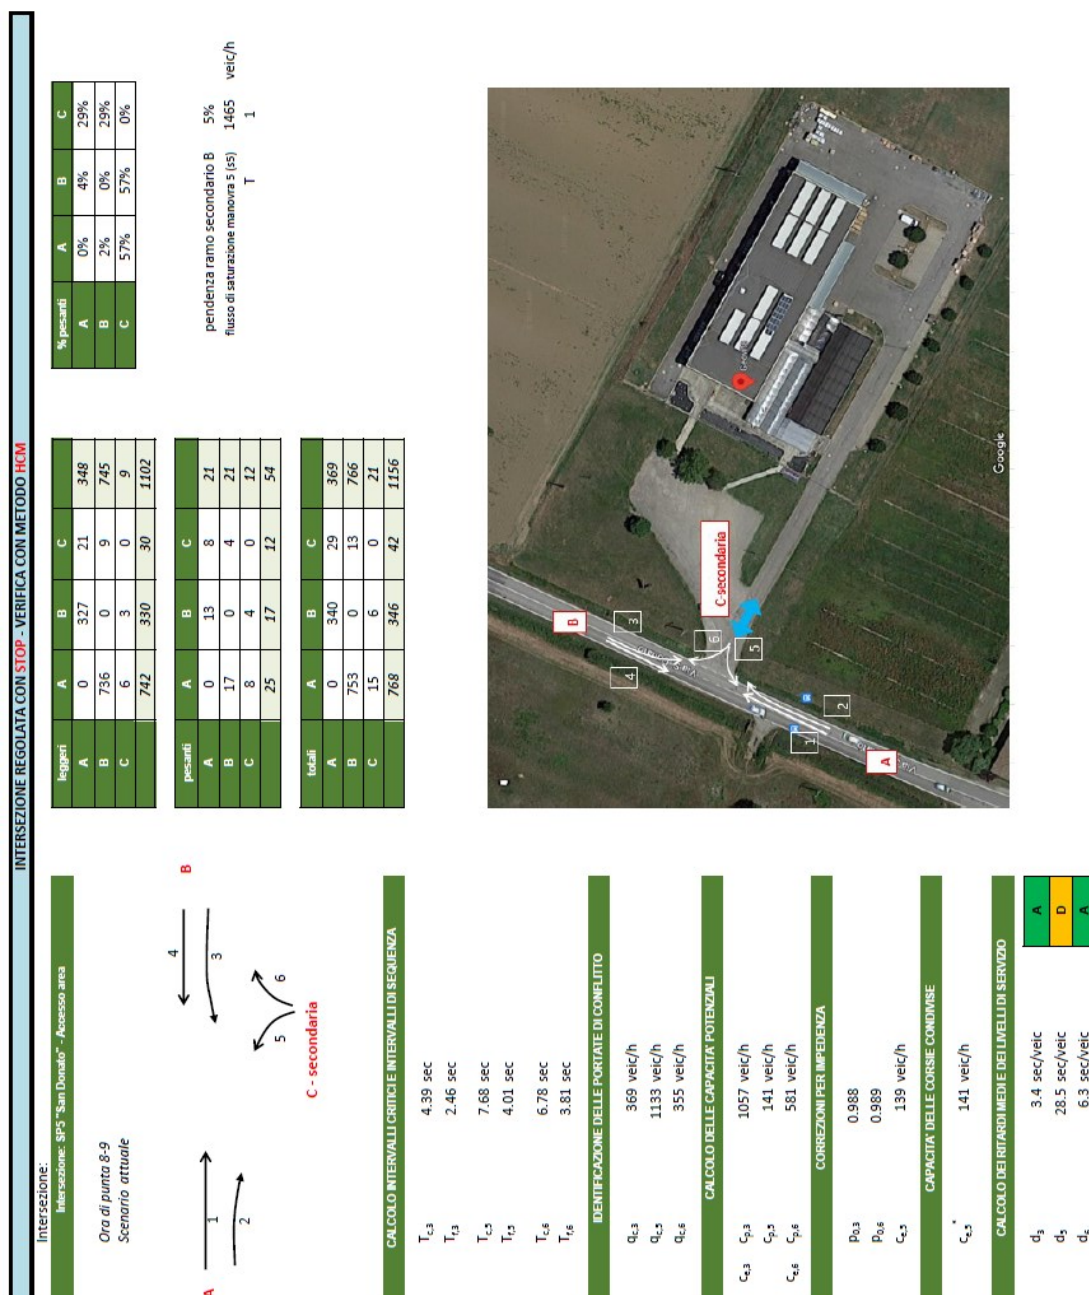 INTERSEZIONE REGOLATA CON STOP - VERIFICA CON METODO HCM
Intersezione:
Intersezione: SP5 "San Donato" - Accesso area
Ora di punta 8-9
Scenario attuale
A
B
1
2
3
4
5
6
C - secondaria
leggeri A B C
A 0 327 21 348
B 736 0 9 745
C 6 3 0 9
742 330 30 1102
pesanti A B C
A 0 13 8 21
B 17 0 4 21
C 8 4 0 12
25 17 12 54
totali A B C
A 0 340 29 369
B 753 0 13 766
C 15 6 0 21
768 346 42 1156
% pesanti A B C
A 0% 4% 29%
B 2% 0% 29%
C 57% 57% 0%
pendenza ramo secondario B 5%
flusso di saturazione manovra 5 (s5) 1465 veic/h
T 1
CALCOLO INTERVALLI CRITICI E INTERVALLI DI SEQUENZA
Tc,3 4.39 sec
Tf,3 2.46 sec
Tc,5 7.68 sec
Tf,5 4.01 sec
Tc,6 6.78 sec
Tf,6 3.81 sec
IDENTIFICAZIONE DELLE PORTATE DI CONFLITTO
qc,3 369 veic/h
qc,5 1133 veic/h
qc,6 355 veic/h
CALCOLO DELLE CAPACITA' POTENZIALI
Ce,3 Cp,3 1057 veic/h
Cp,5 141 veic/h
Ce,6 Cp,6 581 veic/h
CORREZIONI PER IMPEDENZA
p0,3 0.988
p0,6 0.989
Ce,5 139 veic/h
CAPACITA' DELLE CORSIE CONDIVISE
Ce,5* 141 veic/h
CALCOLO DEI RITARDI MEDI E DEI LIVELLI DI SERVIZIO
d3 3.4 sec/veic A
d5 28.5 sec/veic D
d6 6.3 sec/veic A
B
3
4
6
C-secondaria
5
2
1
A
Google